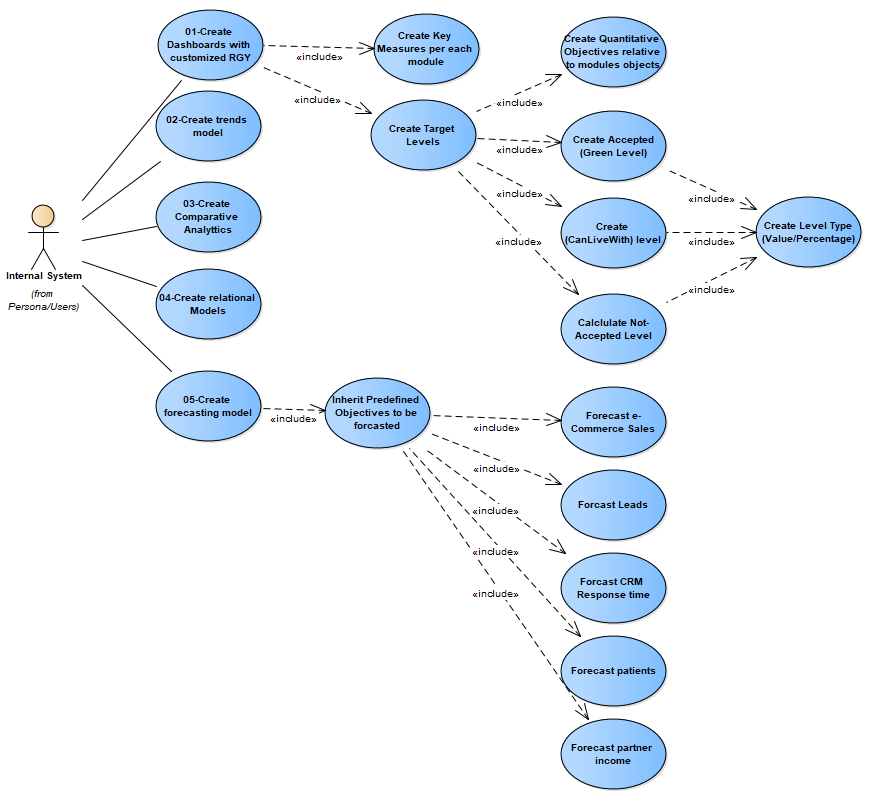 01-Create
Dashboards with
customized RGY
«include»
Create Key
Measures per each
module
«include»
Create Target
Levels
«include»
Create Quantitative
Objectives relative
to modules objects
«include»
Create Accepted
(Green Level)
«include»
Create
(CanLiveWith) level
«include»
Calclulate Not-
Accepted Level
«include»
«include»
«include»
Create Level Type
(Value/Percentage)
02-Create trends
model
03-Create
Comparative
Analyttics
04-Create relational
Models
Internal System
(from
Persona/Users)
05-Create
forecasting model
«include»
Inherit Predefined
Objectives to be
forcasted
«include»
Forecast e-
Commerce Sales
«include»
Forcast Leads
«include»
Forcast CRM
Response time
«include»
Forecast patients
«include»
Forecast partner
income